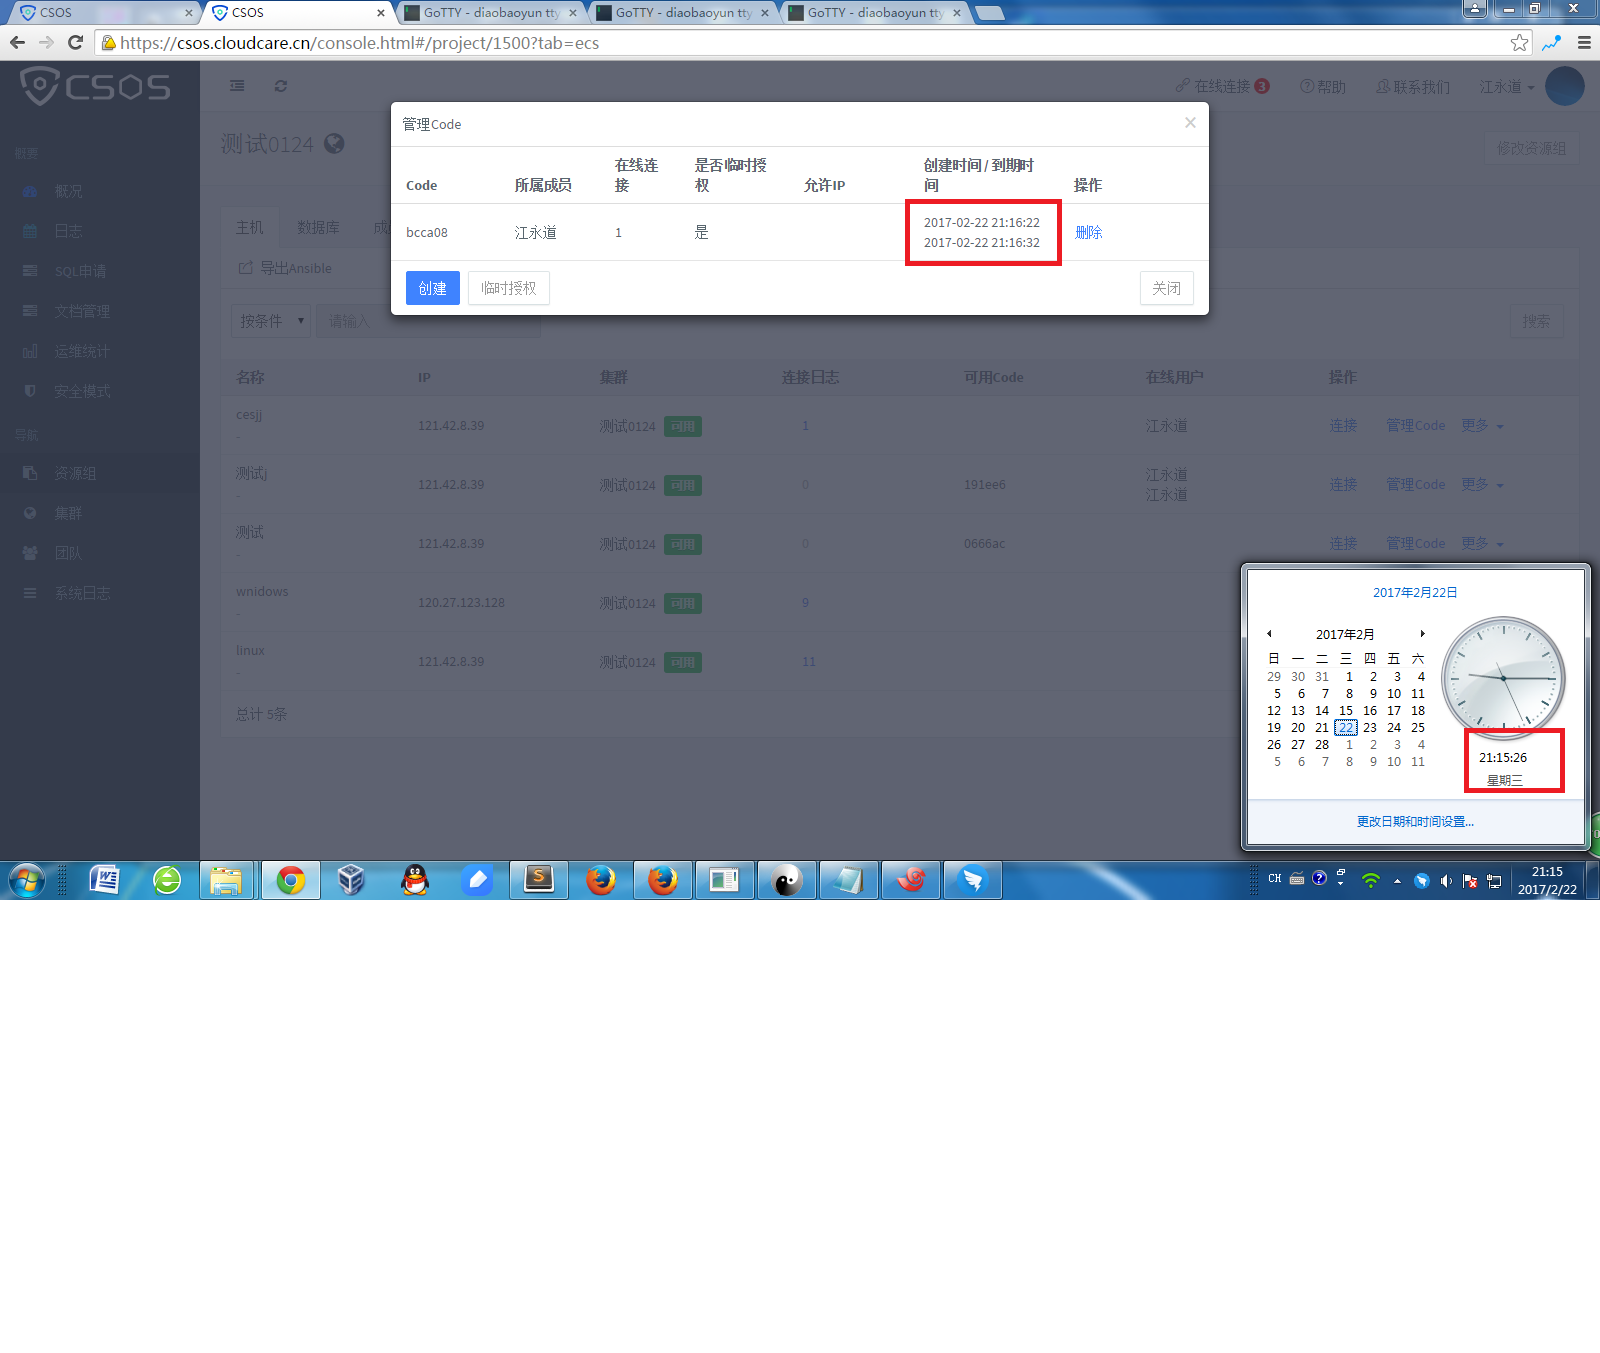 CSOS
CSOS
GoTTY - diaobaoyun tty
GoTTY - diaobaoyun tty
GoTTY - diaobaoyun tty
https://csos.cloudcare.cn/console.html#/project/1500?tab=ecs
CSOS
在线连接 3
帮助
联系我们
江永道
管理Code
×
测试0124
修改资源组
概要
概况
日志
SQL申请
文档管理
运维统计
安全模式
导航
资源组
集群
团队
系统日志
Code 所属成员 在线连接 是否临时授权 允许IP 创建时间 / 到期时间 操作
bcca08 江永道 1 是 2017-02-22 21:16:22 删除
2017-02-22 21:16:32
创建 临时授权 关闭
主机 数据库
导出Ansible
按条件 请输入 搜索
名称 IP 集群 连接日志 可用Code 在线用户 操作
cesjj
- 121.42.8.39 测试0124 可用 1 江永道 连接 管理Code 更多
测试j
- 121.42.8.39 测试0124 可用 0 191ee6 江永道 连接 管理Code 更多
江永道
测试
- 121.42.8.39 测试0124 可用 0 0666ac 连接 管理Code 更多
wnidows
- 120.27.123.128 测试0124 可用 9
linux
- 121.42.8.39 测试0124 可用 11
总计 5条
2017年2月22日
2017年2月
日 一 二 三 四 五 六
29 30 31 1 2 3 4
5 6 7 8 9 10 11
12 13 14 15 16 17 18
19 20 21 22 23 24 25
26 27 28 1 2 3 4
5 6 7 8 9 10 11
21:15:26
星期三
更改日期和时间设置...
CH
21:15
2017/2/22